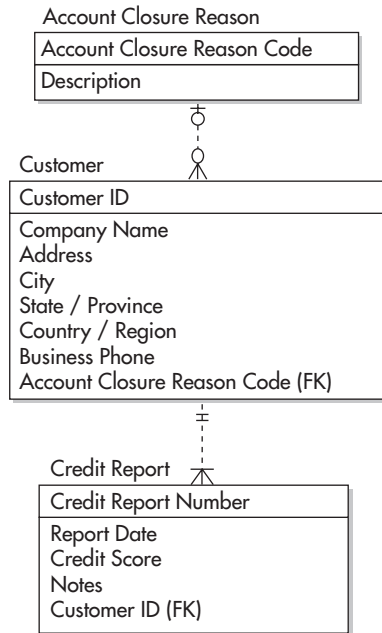 Account Closure Reason
Account Closure Reason Code
Description
Customer
Customer ID
Company Name
Address
City
State / Province
Country / Region
Business Phone
Account Closure Reason Code (FK)
Credit Report
Credit Report Number
Report Date
Credit Score
Notes
Customer ID (FK)